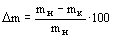 Δm = (mн − mк) / mн · 100